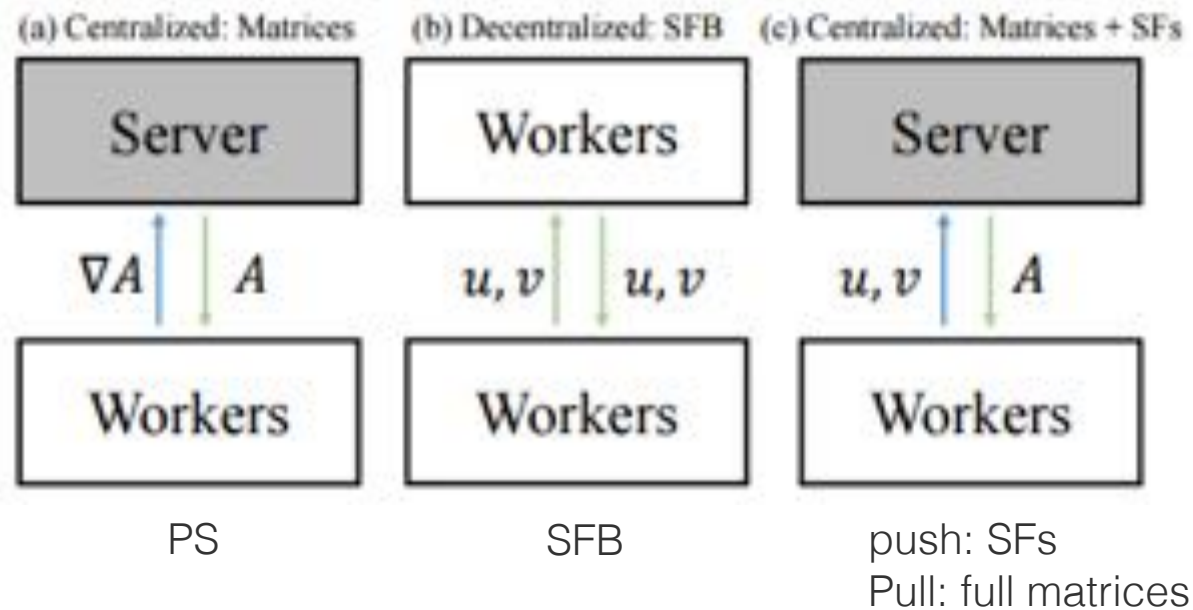 (a) Centralized: Matrices
Server
∇A
A
Workers
PS
(b) Decentralized: SFB
Workers
u, v
u, v
Workers
SFB
(c) Centralized: Matrices + SFs
Server
u, v
A
Workers
push: SFs
Pull: full matrices